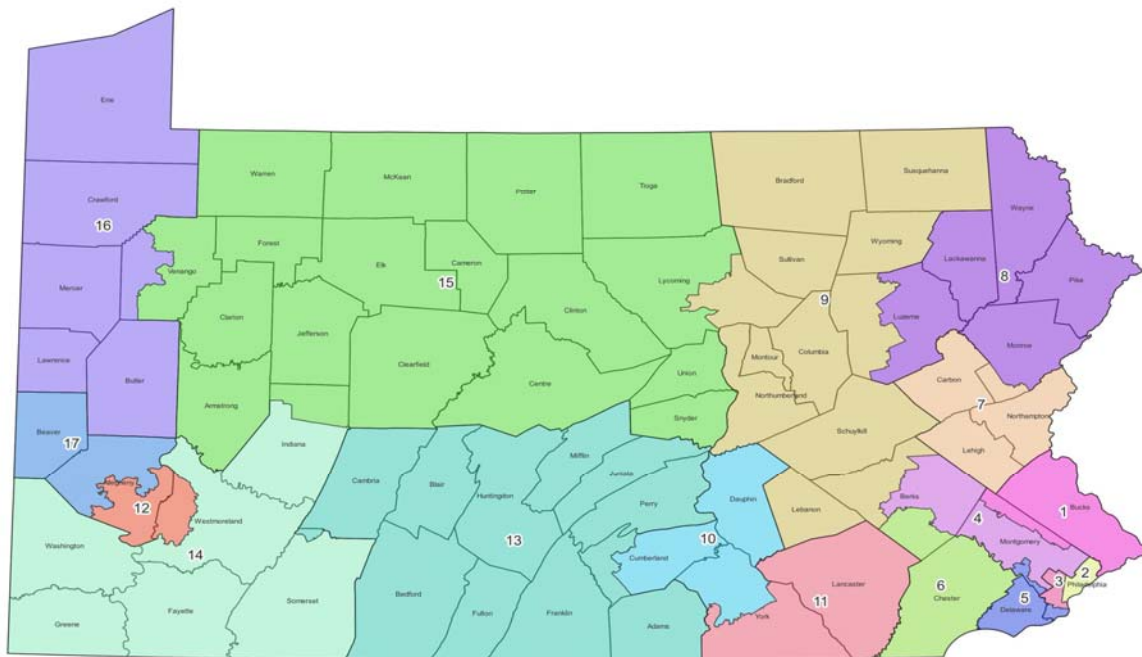 Erie
Warren
McKean
Potter
Tioga
Bradford
Susquehanna
Crawford
16
Wayne
Wyoming
Forest
Sullivan
Lackawanna
Cameron
Elk
Venango
8
Pike
15
Lycoming
Mercer
9
Clinton
Luzerne
Clarion
Jefferson
Monroe
Lawrence
Montour
Columbia
Clearfield
Union
Butler
Carbon
Centre
Northumberland
7
Armstrong
Northampton
Snyder
Beaver
17
Schuylkill
Indiana
Mifflin
Lehigh
Juniata
Cambria
Blair
Huntingdon
Dauphin
Berks
Perry
12
Lebanon
1
Bucks
4
Westmoreland
10
13
Montgomery
Washington
14
Cumberland
2
3
Philadelphia
Lancaster
6
Somerset
Bedford
Chester
5
11
Fayette
Fulton
Franklin
Delaware
Greene
Adams
York